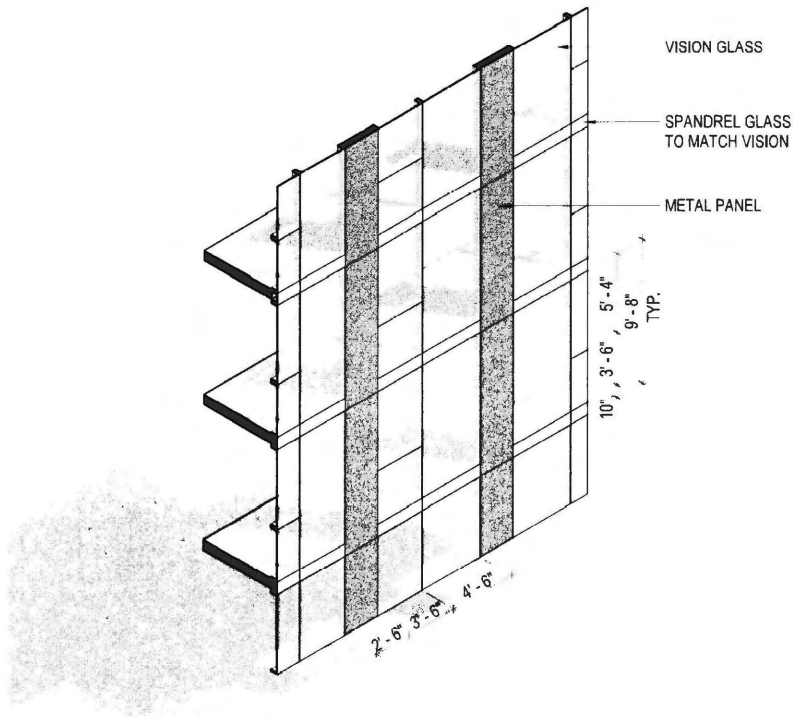 VISION GLASS
SPANDREL GLASS
TO MATCH VISION
METAL PANEL
10", 3'-6", 5'-4"
9'-8"
TYP.
2'-6" 3'-6" 4'-6"